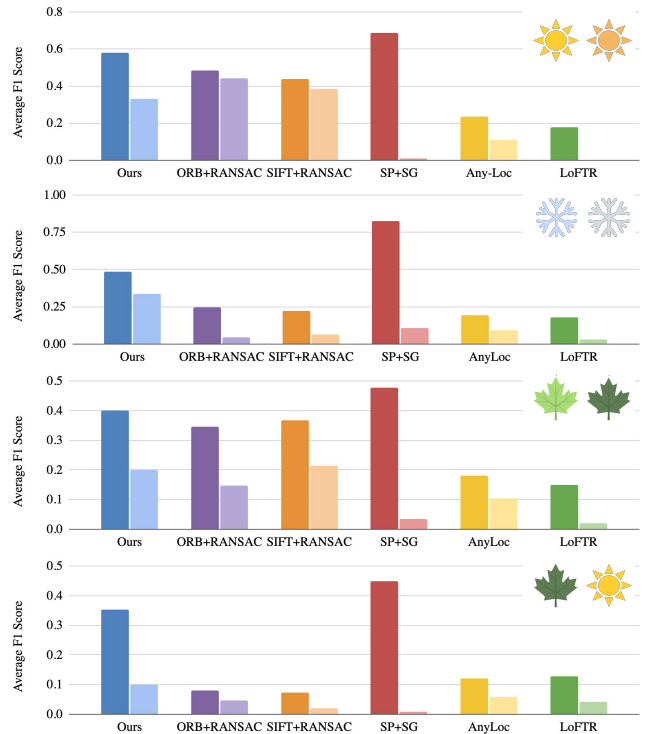 Average F1 Score
0.8
0.6
0.4
0.2
0.0
Ours ORB+RANSAC SIFT+RANSAC SP+SG Any-Loc LoFTR
Average F1 Score
1.00
0.75
0.50
0.25
0.00
Ours ORB+RANSAC SIFT+RANSAC SP+SG AnyLoc LoFTR
Average F1 Score
0.5
0.4
0.3
0.2
0.1
0.0
Ours ORB+RANSAC SIFT+RANSAC SP+SG AnyLoc LoFTR
Average F1 Score
0.5
0.4
0.3
0.2
0.1
0.0
Ours ORB+RANSAC SIFT+RANSAC SP+SG AnyLoc LoFTR